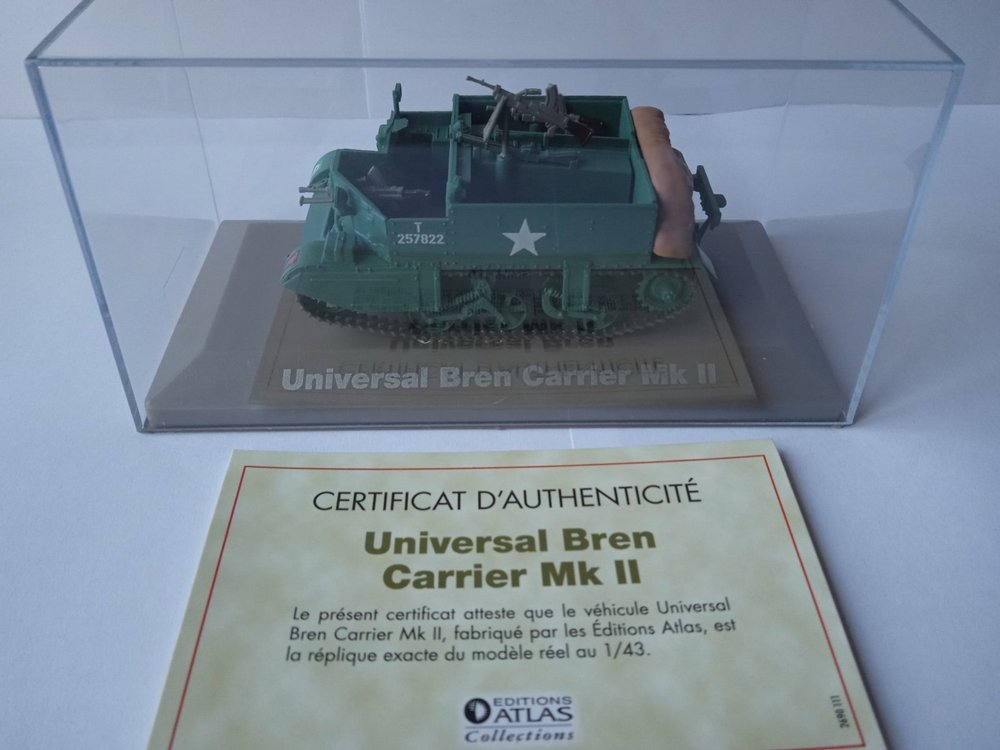 T
257822
Universal Bren Carrier Mk II
CERTIFICAT D'AUTHENTICITÉ
Universal Bren
Carrier Mk II
Le présent certificat atteste que le véhicule Universal
Bren Carrier Mk II, fabriqué par les Éditions Atlas, est
la réplique exacte du modèle réel au 1/43.
EDITIONS
ATLAS
Collections